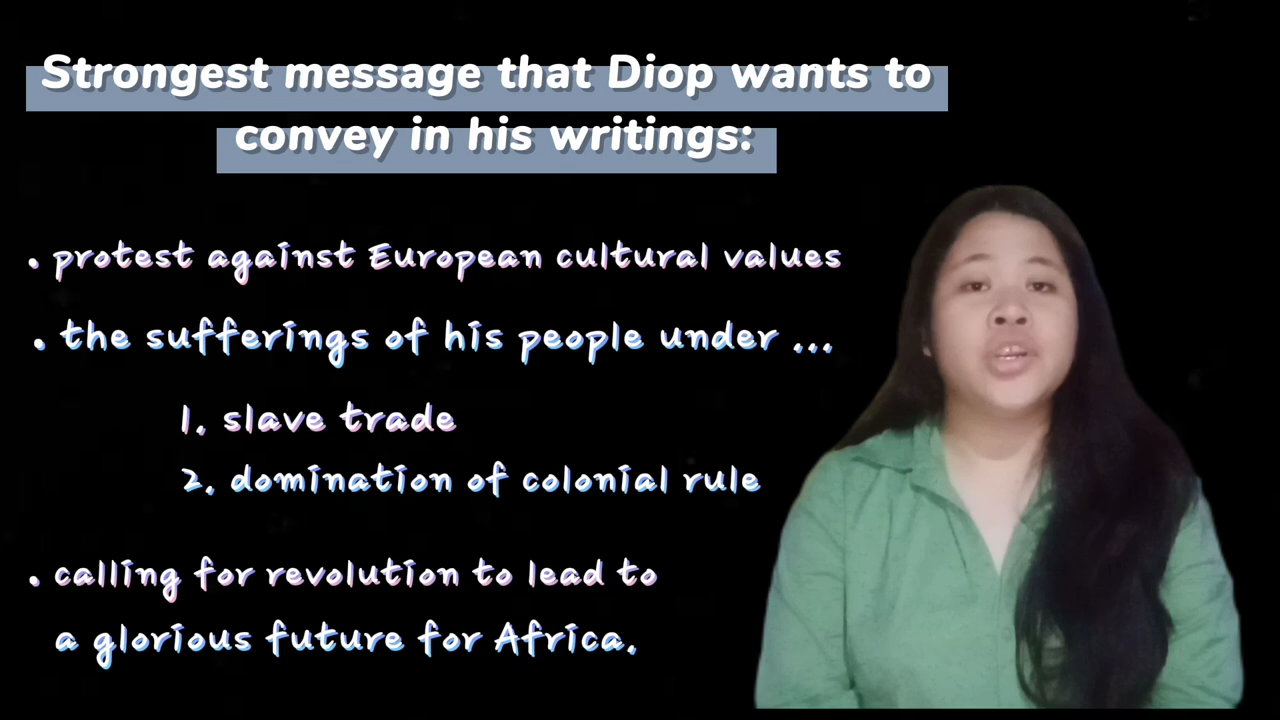 Strongest message that Diop wants to
convey in his writings:
• protest against European cultural values
• the sufferings of his people under ...
1. slave trade
2. domination of colonial rule
• calling for revolution to lead to
a glorious future for Africa.